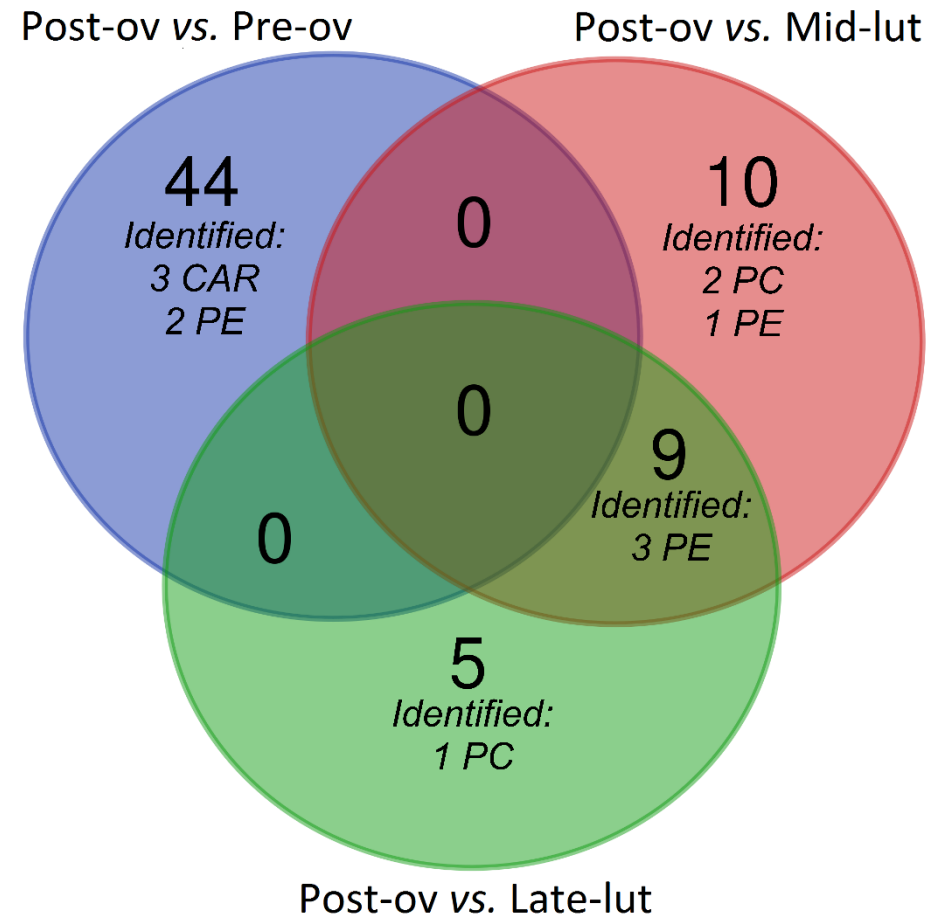 Post-ov vs. Pre-ov
Post-ov vs. Mid-lut
44
Identified:
3 CAR
2 PE
0
10
Identified:
2 PC
1 PE
0
9
Identified:
3 PE
0
5
Identified:
1 PC
Post-ov vs. Late-lut